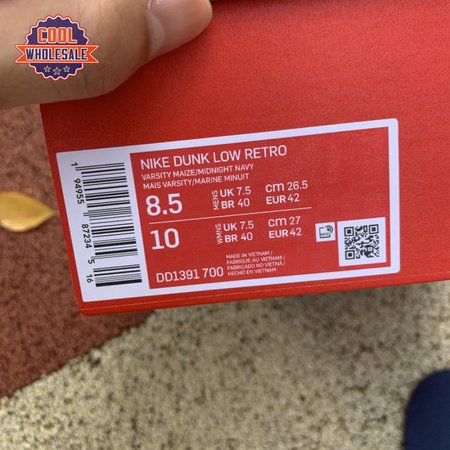 COOL
WHOLESALE
NIKE DUNK LOW RETRO
VARSITY MAIZE/MIDNIGHT NAVY
MAIS VARSITY/MARINE MINUIT
8.5 MENS UK 7.5 CM 26.5
BR 40 EUR 42
10 WMNS UK 7.5 CM 27
BR 40 EUR 42
DD1391 700
MADE IN VIETNAM /
FABRIQUÉ AU VIETNAM /
FABRICADO NO VIETNÃ /
HECHO EN VIETNAM
1 94955 87234 5 16